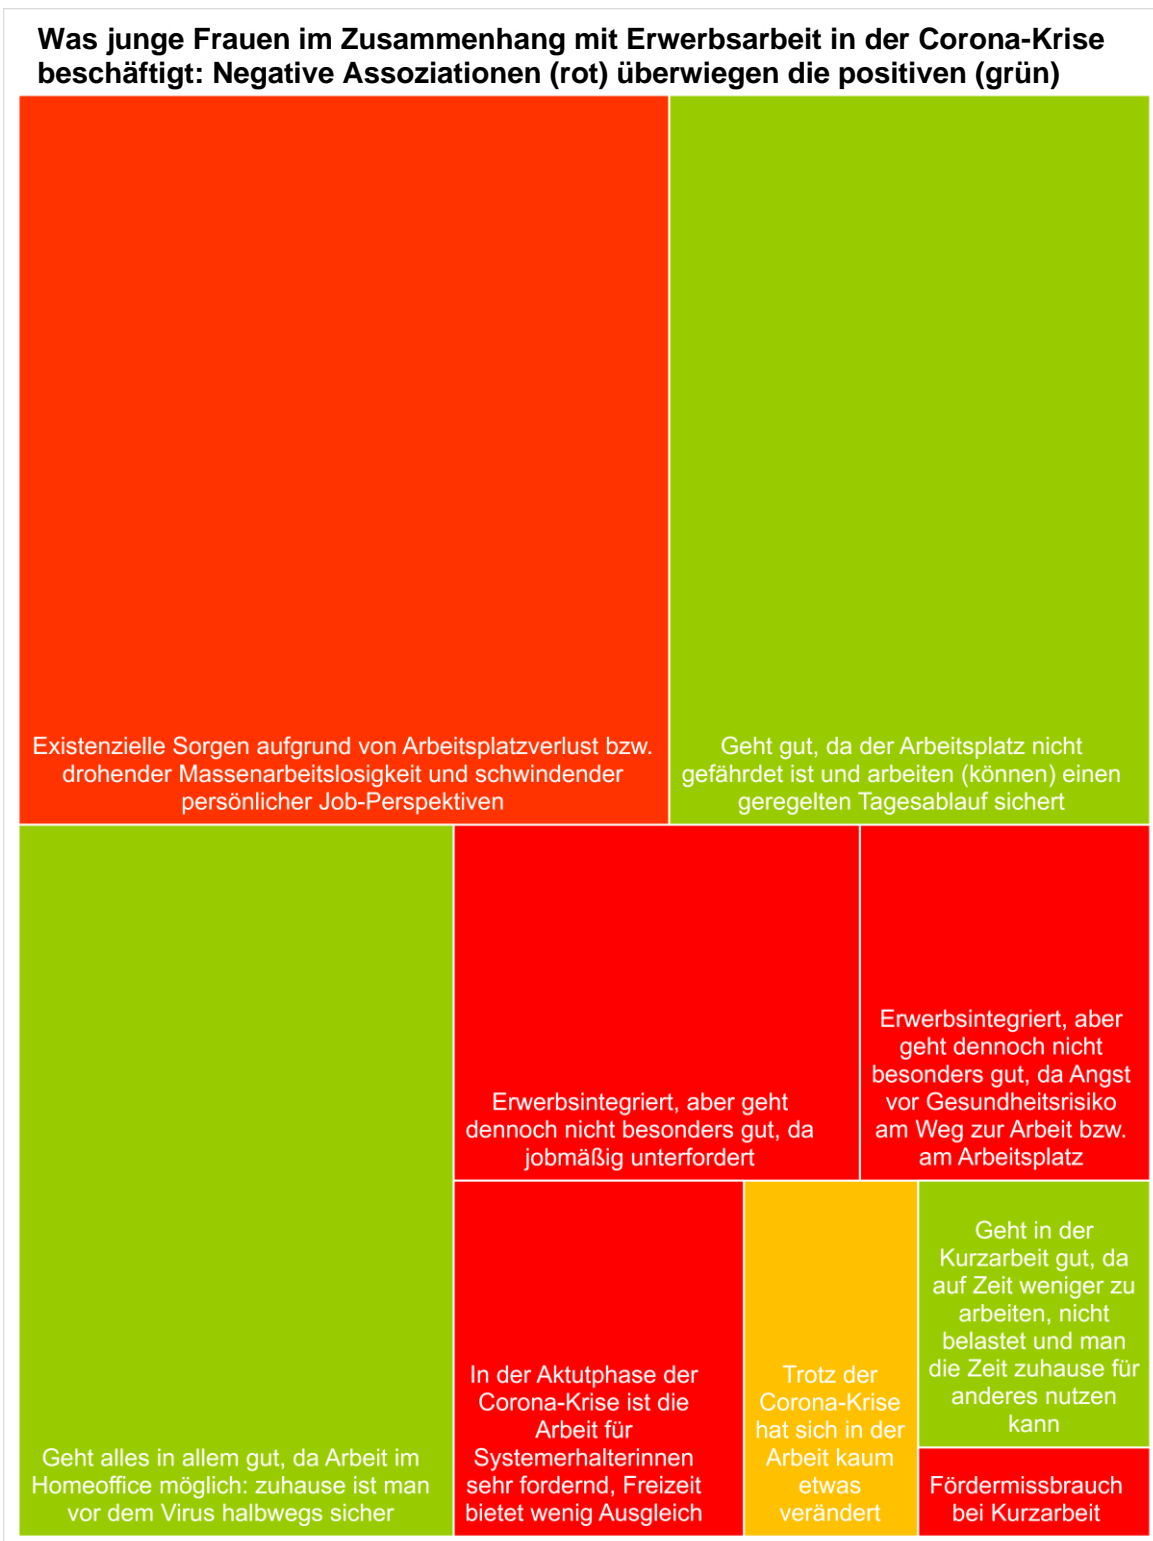 Was junge Frauen im Zusammenhang mit Erwerbsarbeit in der Corona-Krise
beschäftigt: Negative Assoziationen (rot) überwiegen die positiven (grün)
Existenzielle Sorgen aufgrund von Arbeitsplatzverlust bzw.
drohender Massenarbeitslosigkeit und schwindender
persönlicher Job-Perspektiven
Geht gut, da der Arbeitsplatz nicht
gefährdet ist und arbeiten (können) einen
geregelten Tagesablauf sichert
Geht alles in allem gut, da Arbeit im
Homeoffice möglich: zuhause ist man
vor dem Virus halbwegs sicher
Erwerbsintegriert, aber geht
dennoch nicht besonders gut, da
jobmäßig unterfordert
Erwerbsintegriert, aber
geht dennoch nicht
besonders gut, da Angst
vor Gesundheitsrisiko
am Weg zur Arbeit bzw.
am Arbeitsplatz
In der Aktutphase der
Corona-Krise ist die
Arbeit für
Systemerhalterinnen
sehr fordernd, Freizeit
bietet wenig Ausgleich
Trotz der
Corona-Krise
hat sich in der
Arbeit kaum
etwas
verändert
Geht in der
Kurzarbeit gut, da
auf Zeit weniger zu
arbeiten, nicht
belastet und man
die Zeit zuhause für
anderes nutzen
kann
Fördermissbrauch
bei Kurzarbeit